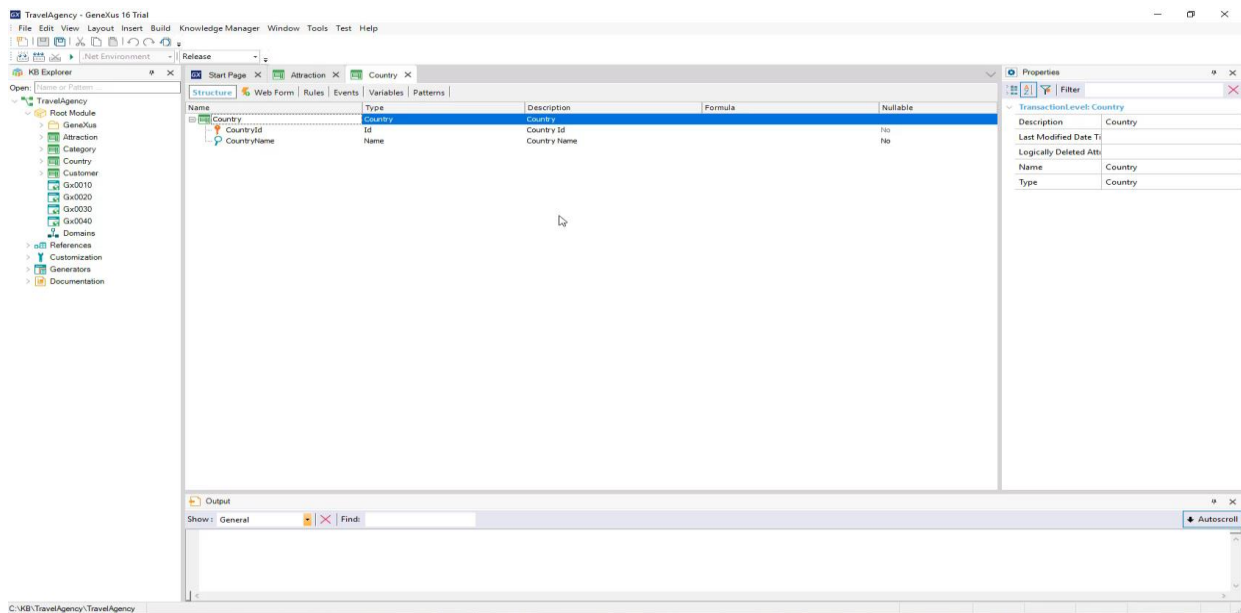 TravelAgency - GeneXus 16 Trial
File Edit View Layout Insert Build Knowledge Manager Window Tools Test Help
.Net Environment Release
KB Explorer
Open: Name or Pattern ...
TravelAgency
Root Module
GeneXus
Attraction
Category
Country
Customer
Gx0010
Gx0020
Gx0030
Gx0040
Domains
References
Customization
Generators
Documentation
Start Page Attraction Country
Structure Web Form Rules Events Variables Patterns
Name Type Description Formula Nullable
Country Country Country
CountryId Id Country Id No
CountryName Name Country Name No
Properties
Filter
TransactionLevel: Country
Description Country
Last Modified Date Ti
Logically Deleted Attr
Name Country
Type Country
Output
Show: General Find:
Autoscroll
C:\KB\TravelAgency\TravelAgency